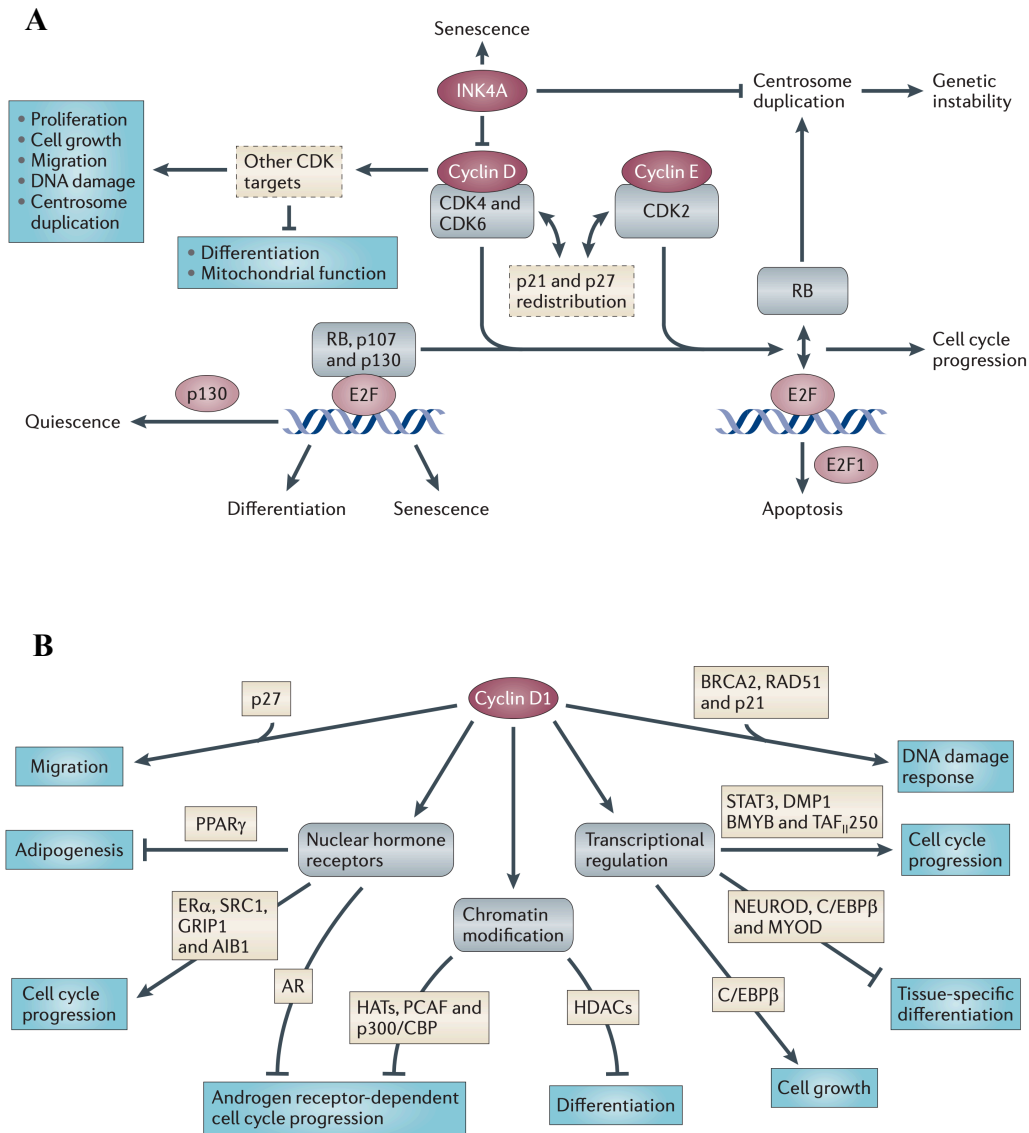 A
Senescence
INK4A
Centrosome
duplication
Genetic
instability
• Proliferation
• Cell growth
• Migration
• DNA damage
• Centrosome
duplication
Other CDK
targets
Cyclin D
CDK4 and
CDK6
Cyclin E
CDK2
• Differentiation
• Mitochondrial function
p21 and p27
redistribution
RB
RB, p107
and p130
E2F
Cell cycle
progression
p130
Quiescence
E2F
E2F1
Differentiation
Senescence
Apoptosis
B
p27
Cyclin D1
BRCA2, RAD51
and p21
Migration
DNA damage
response
PPARγ
Adipogenesis
Nuclear hormone
receptors
Transcriptional
regulation
STAT3, DMP1
BMYB and TAFII250
Cell cycle
progression
ERα, SRC1,
GRIP1
and AIB1
Chromatin
modification
NEUROD, C/EBPβ
and MYOD
Cell cycle
progression
AR
HATs, PCAF and
p300/CBP
HDACs
C/EBPβ
Tissue-specific
differentiation
Androgen receptor-dependent
cell cycle progression
Differentiation
Cell growth